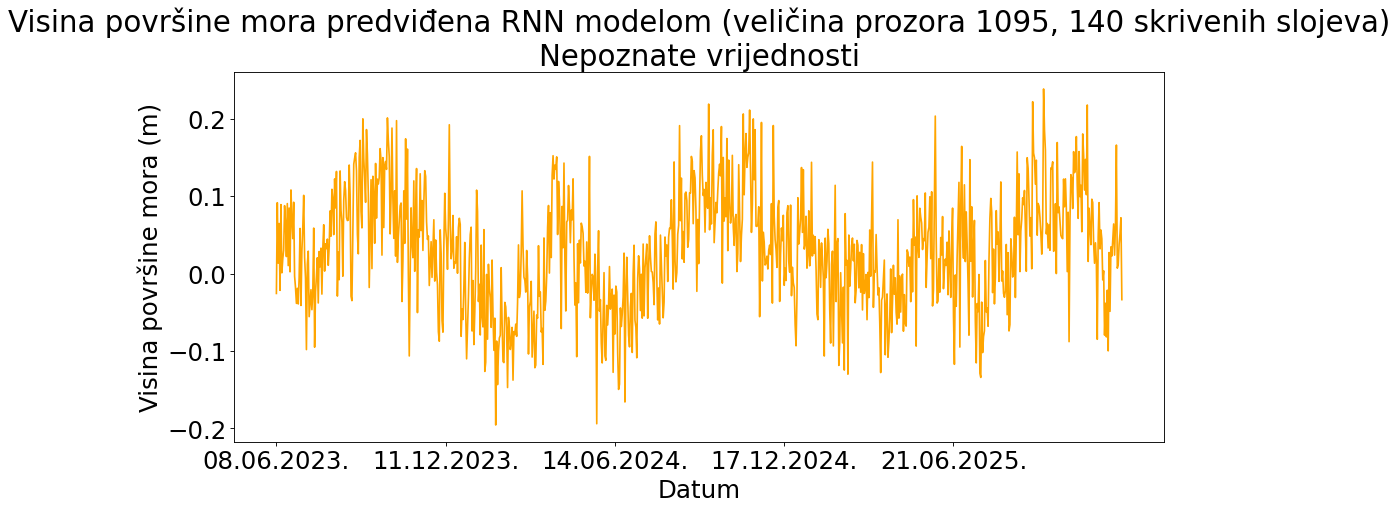 Visina površine mora predviđena RNN modelom (veličina prozora 1095, 140 skrivenih slojeva)
Nepoznate vrijednosti
Visina površine mora (m)
0.2
0.1
0.0
−0.1
−0.2
08.06.2023. 11.12.2023. 14.06.2024. 17.12.2024. 21.06.2025.
Datum